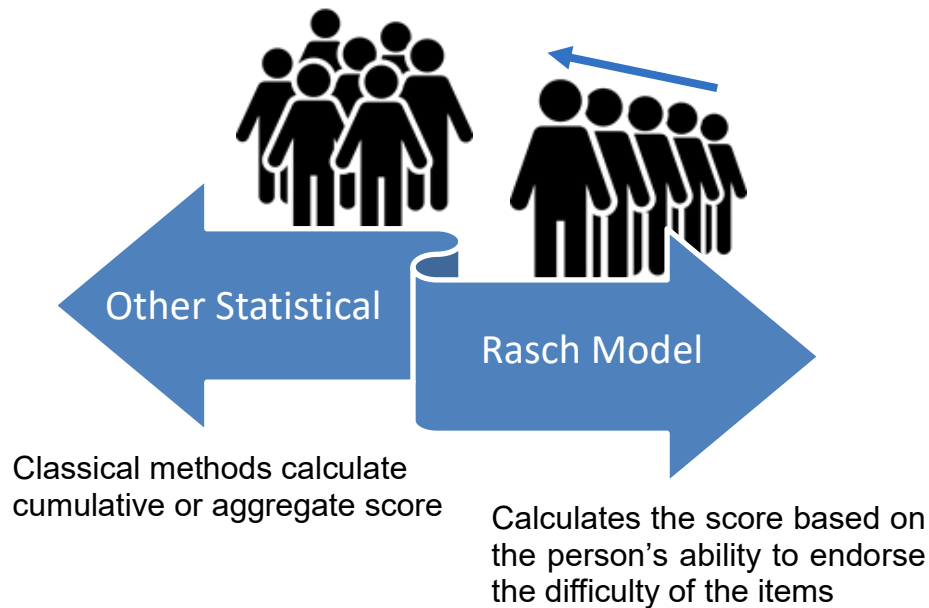 Other Statistical
Rasch Model
Classical methods calculate
cumulative or aggregate score
Calculates the score based on
the person’s ability to endorse
the difficulty of the items